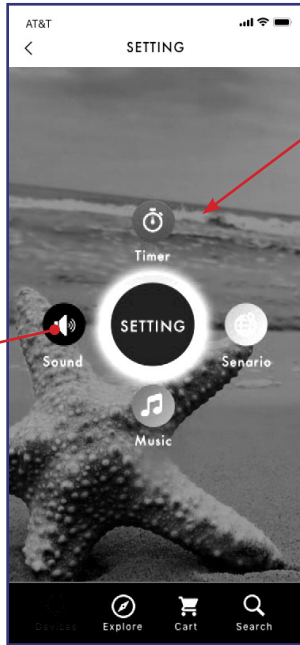 AT&T
SETTING
Timer
SETTING
Sound
Senario
Music
Devices
Explore
Cart
Search